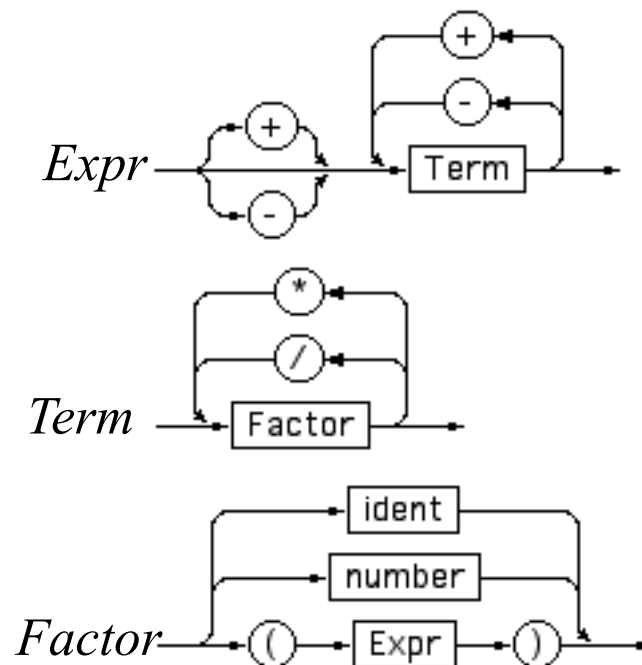 +
-
+
Expr
Term
-
*
/
Term
Factor
ident
number
Factor
( Expr )